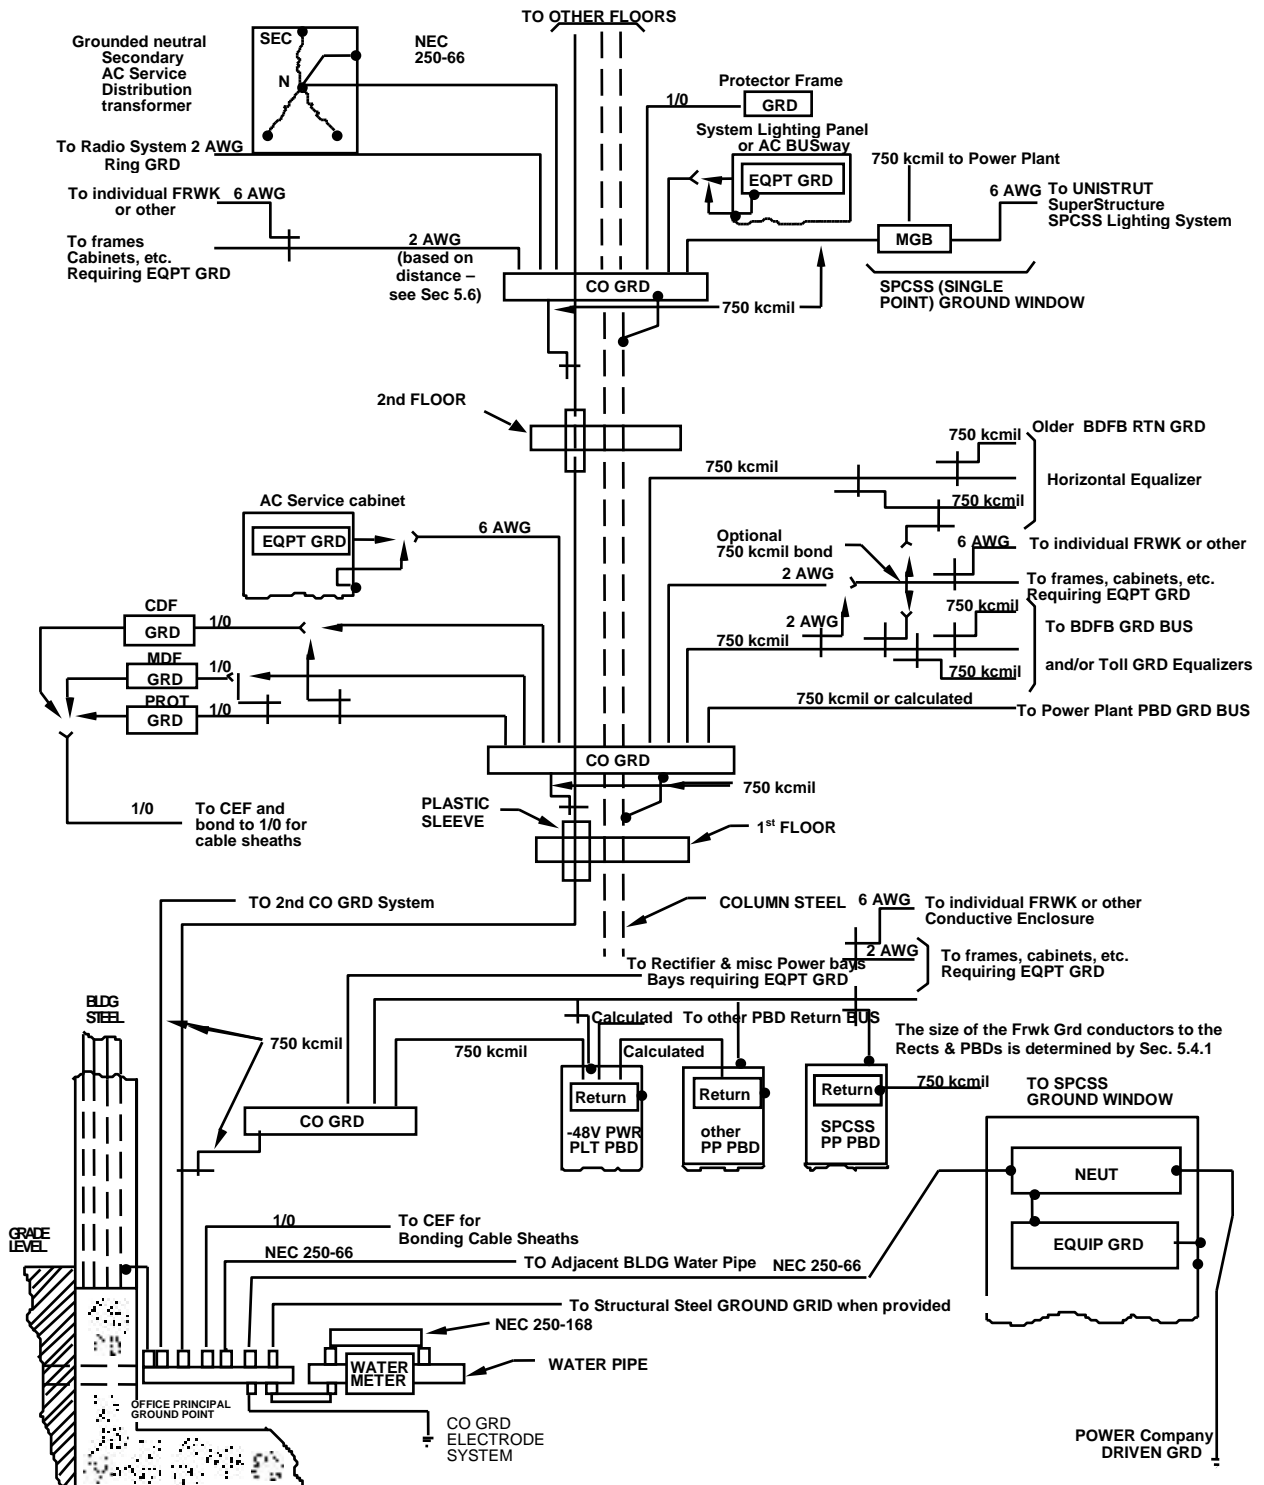 TO OTHER FLOORS
Grounded neutral
Secondary
AC Service
Distribution
transformer
SEC
N
NEC
250-66
Protector Frame
1/0
GRD
System Lighting Panel
or AC BUSway
EQPT GRD
To Radio System 2 AWG
Ring GRD
750 kcmil to Power Plant
To individual FRWK 6 AWG
or other
6 AWG
To UNISTRUT
SuperStructure
SPCSS Lighting System
To frames
Cabinets, etc.
Requiring EQPT GRD
2 AWG
(based on
distance –
see Sec 5.6)
MGB
CO GRD
SPCSS (SINGLE
POINT) GROUND WINDOW
750 kcmil
2nd FLOOR
750 kcmil
Older BDFB RTN GRD
750 kcmil
Horizontal Equalizer
750 kcmil
AC Service cabinet
EQPT GRD
6 AWG
Optional
750 kcmil bond
6 AWG
To individual FRWK or other
2 AWG
To frames, cabinets, etc.
Requiring EQPT GRD
CDF
GRD
1/0
2 AWG
750 kcmil
750 kcmil
To BDFB GRD BUS
MDF
GRD
1/0
750 kcmil
and/or Toll GRD Equalizers
PROT
GRD
1/0
750 kcmil or calculated
To Power Plant PBD GRD BUS
CO GRD
750 kcmil
1/0
To CEF and
bond to 1/0 for
cable sheaths
PLASTIC
SLEEVE
1st FLOOR
TO 2nd CO GRD System
COLUMN STEEL
6 AWG
To individual FRWK or other
Conductive Enclosure
2 AWG
To frames, cabinets, etc.
Requiring EQPT GRD
To Rectifier & misc Power bays
Bays requiring EQPT GRD
BLDG
STEEL
Calculated To other PBD Return BUS
The size of the Frwk Grd conductors to the
Rects & PBDs is determined by Sec. 5.4.1
750 kcmil
750 kcmil
Calculated
Return
-48V PWR
PLT PBD
Return
other
PP PBD
Return
SPCSS
PP PBD
750 kcmil
TO SPCSS
GROUND WINDOW
CO GRD
NEUT
1/0
To CEF for
Bonding Cable Sheaths
GRADE
LEVEL
EQUIP GRD
NEC 250-66
TO Adjacent BLDG Water Pipe
NEC 250-66
To Structural Steel GROUND GRID when provided
NEC 250-168
WATER
METER
WATER PIPE
OFFICE PRINCIPAL
GROUND POINT
CO GRD
ELECTRODE
SYSTEM
POWER Company
DRIVEN GRD